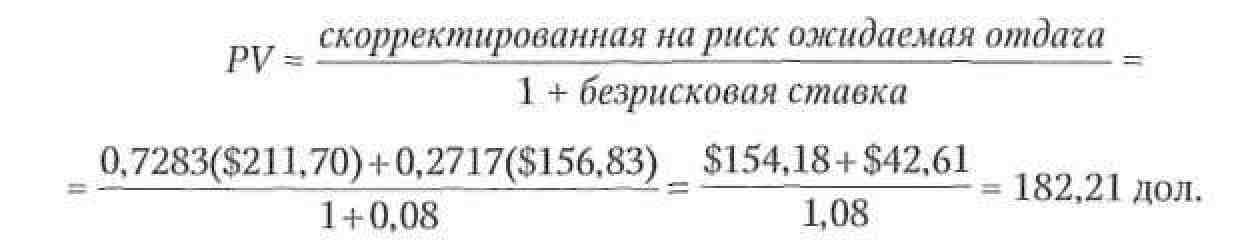 PV = скорректированная на риск ожидаемая отдача =
1 + безрисковая ставка
= 0,7283($211,70)+0,2717($156,83) = $154,18+$42,61 = 182,21 дол.
1+0,08 1,08